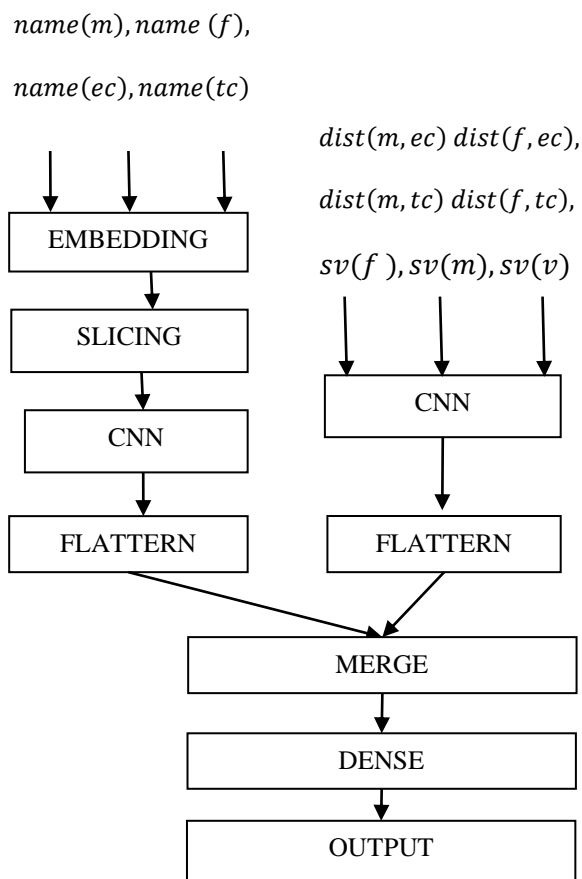 name(m), name (f),
name(ec), name(tc)
dist(m, ec) dist(f, ec),
dist(m, tc) dist(f, tc),
sv(f ), sv(m), sv(v)
EMBEDDING
SLICING
CNN
FLATTERN
CNN
FLATTERN
MERGE
DENSE
OUTPUT